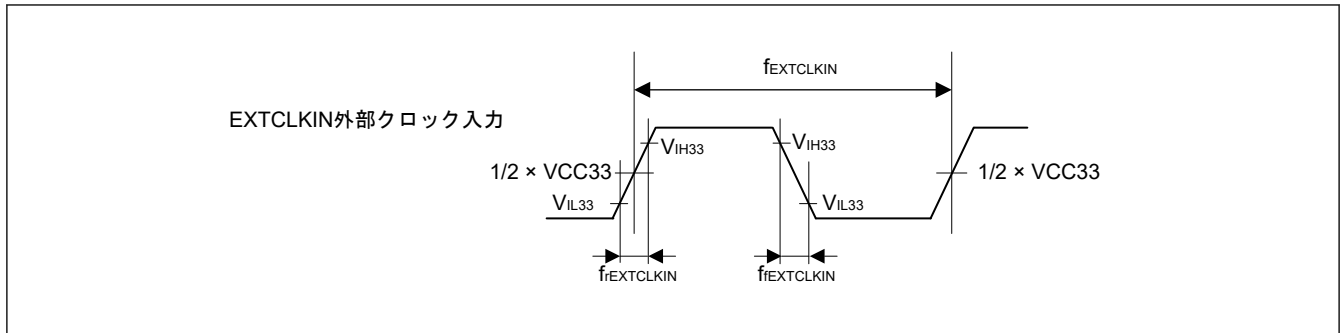 fEXTCLKIN
EXTCLKIN外部クロック入力
VIH33
VIH33
1/2 × VCC33
1/2 × VCC33
VIL33
VIL33
frEXTCLKIN
ffEXTCLKIN